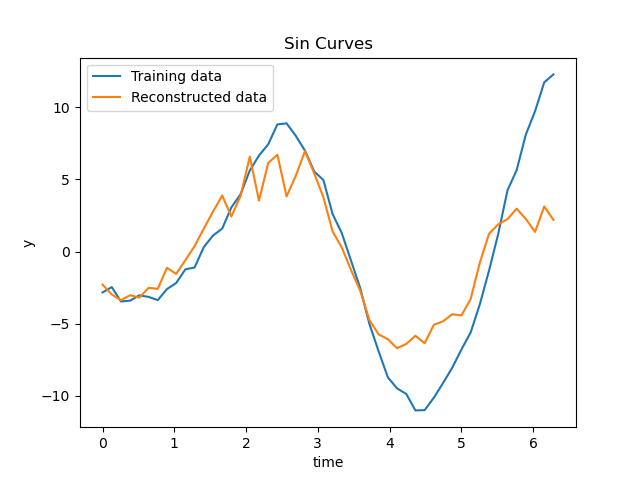 Sin Curves
Training data
Reconstructed data
10
5
0
−5
−10
y
0 1 2 3 4 5 6
time